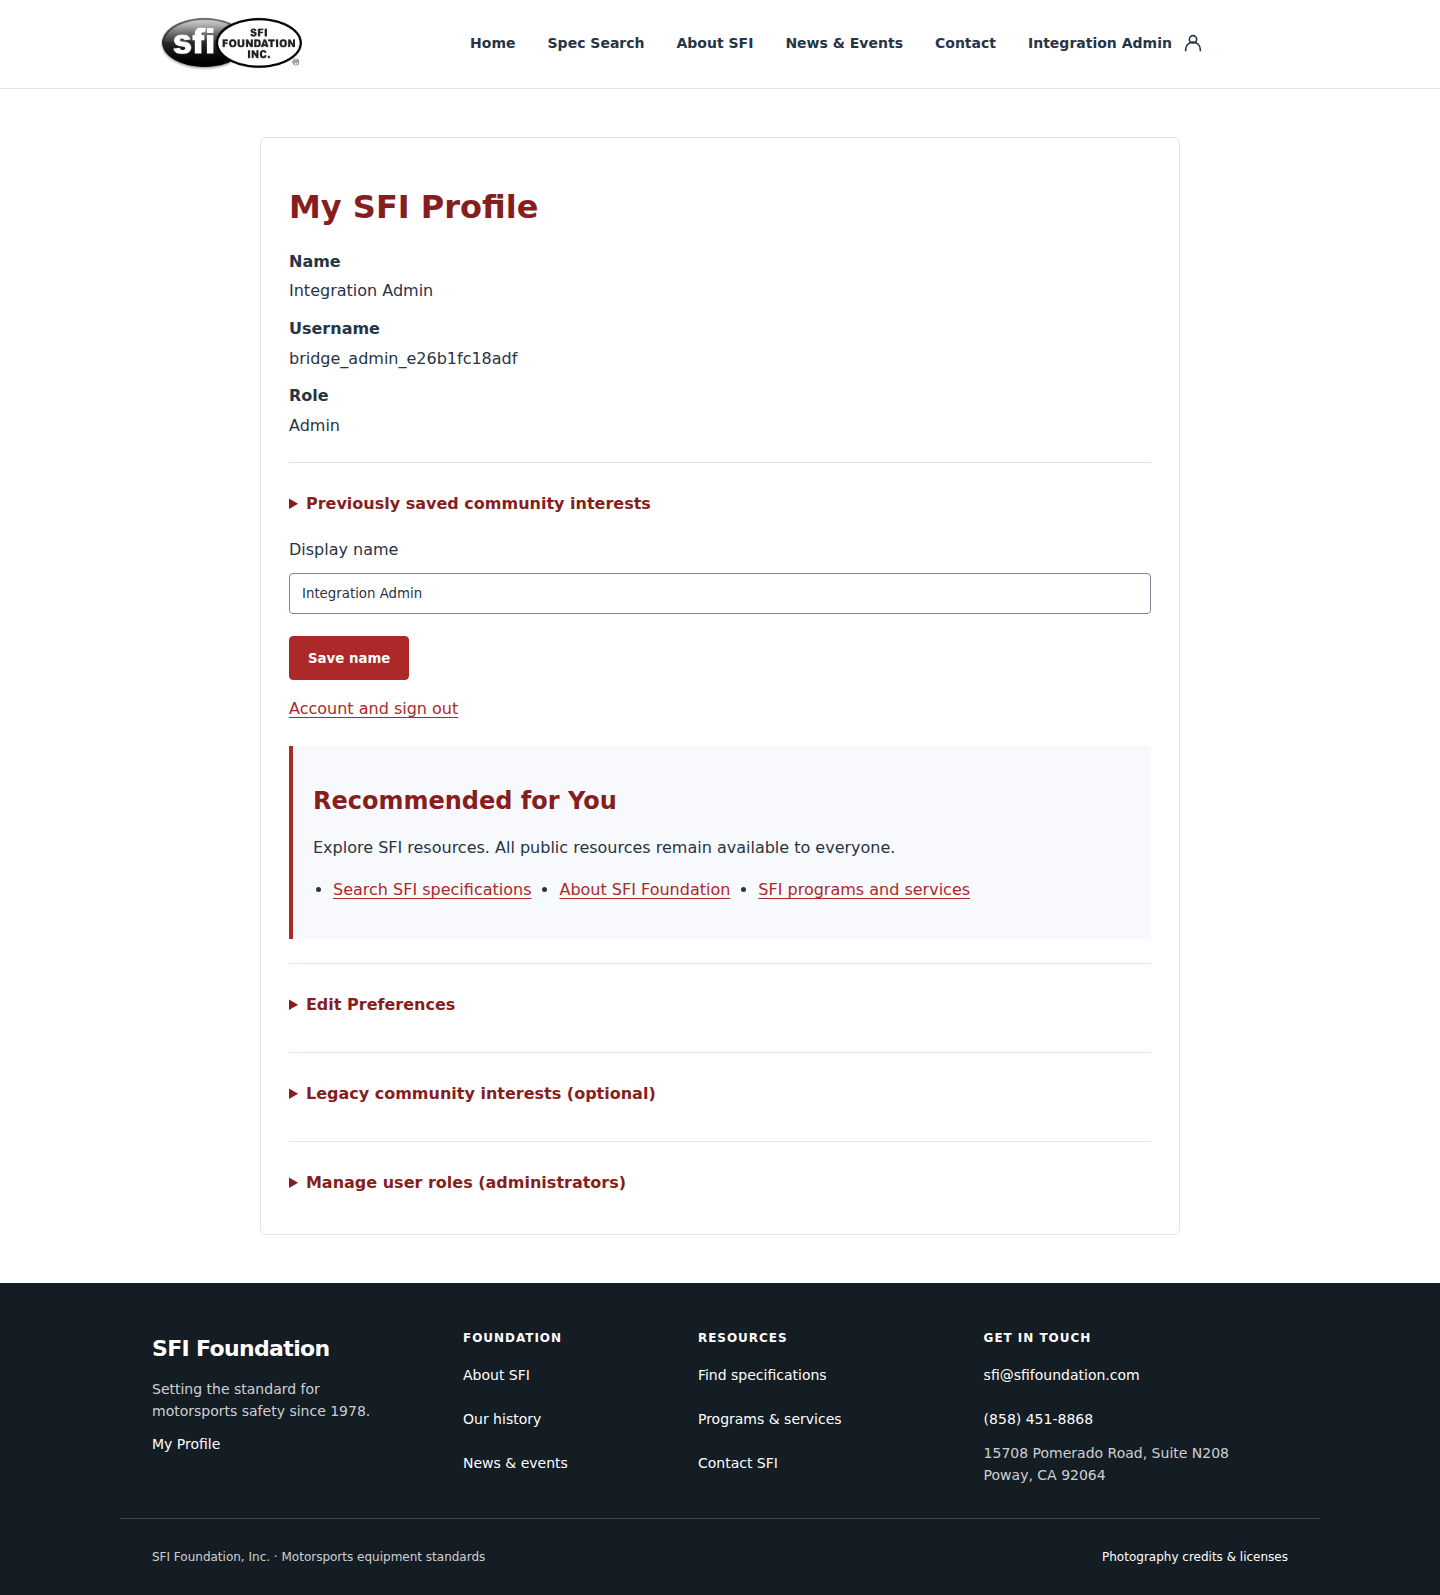 sfi
SFI
FOUNDATION
INC.
®
Home
Spec Search
About SFI
News & Events
Contact
Integration Admin
My SFI Profile
Name
Integration Admin
Username
bridge_admin_e26b1fc18adf
Role
Admin
Previously saved community interests
Display name
Integration Admin
Save name
Account and sign out
Recommended for You
Explore SFI resources. All public resources remain available to everyone.
Search SFI specifications
About SFI Foundation
SFI programs and services
Edit Preferences
Legacy community interests (optional)
Manage user roles (administrators)
SFI Foundation
Setting the standard for
motorsports safety since 1978.
My Profile
FOUNDATION
About SFI
Our history
News & events
RESOURCES
Find specifications
Programs & services
Contact SFI
GET IN TOUCH
sfi@sfifoundation.com
(858) 451-8868
15708 Pomerado Road, Suite N208
Poway, CA 92064
SFI Foundation, Inc. · Motorsports equipment standards
Photography credits & licenses